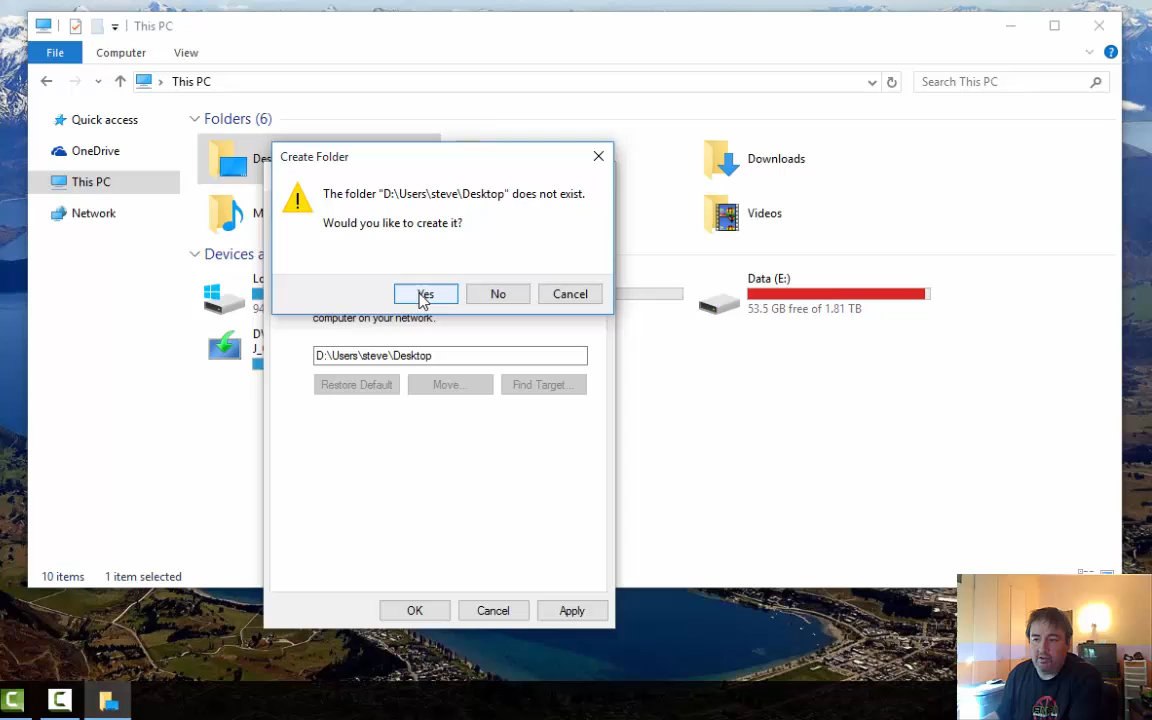 This PC
File
Computer
View
This PC
Search This PC
Quick access
OneDrive
This PC
Network
Folders (6)
Downloads
Videos
Create Folder
The folder "D:\Users\steve\Desktop" does not exist.
Would you like to create it?
Yes
No
Cancel
Data (E:)
53.5 GB free of 1.81 TB
computer on your network.
D:\Users\steve\Desktop
Restore Default
Move...
Find Target...
OK
Cancel
Apply
10 items
1 item selected